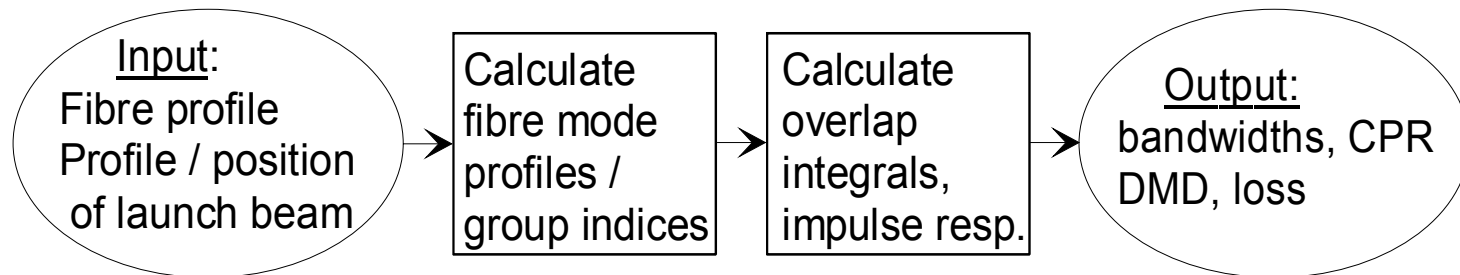 Input:
Fibre profile
Profile / position
of launch beam
Calculate
fibre mode
profiles /
group indices
Calculate
overlap
integrals,
impulse resp.
Output:
bandwidths, CPR
DMD, loss